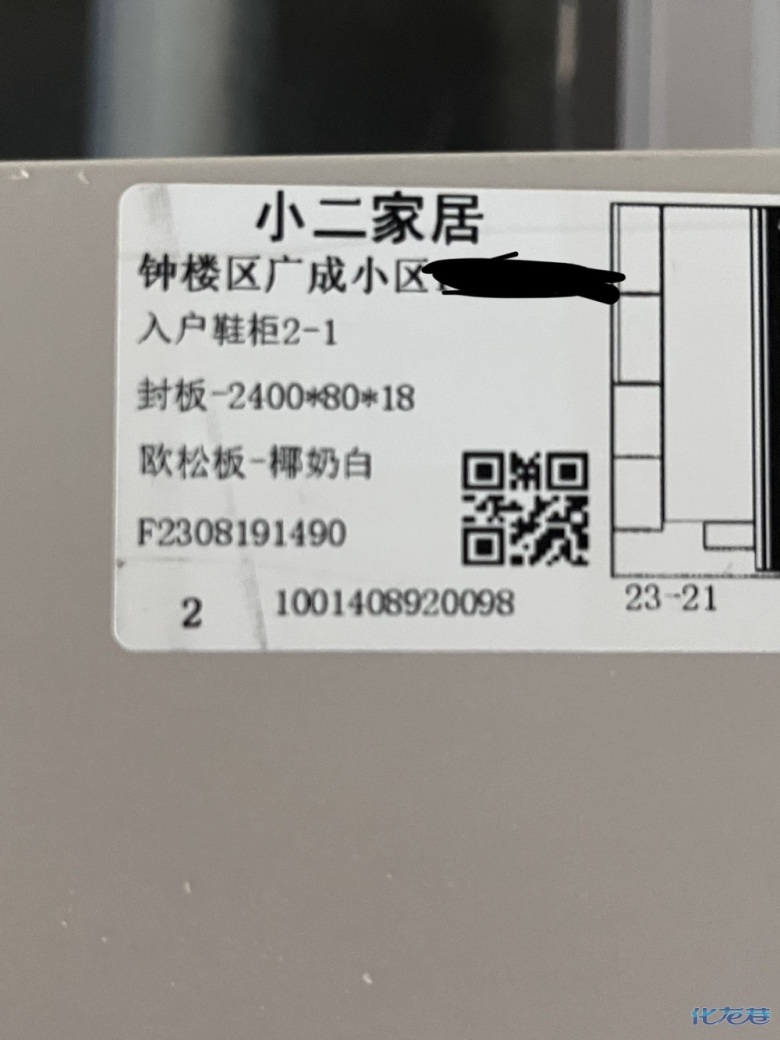 小二家居
钟楼区广成小区
入户鞋柜2-1
封板-2400*80*18
欧松板-椰奶白
F2308191490
2 1001408920098
23-21
化龙巷